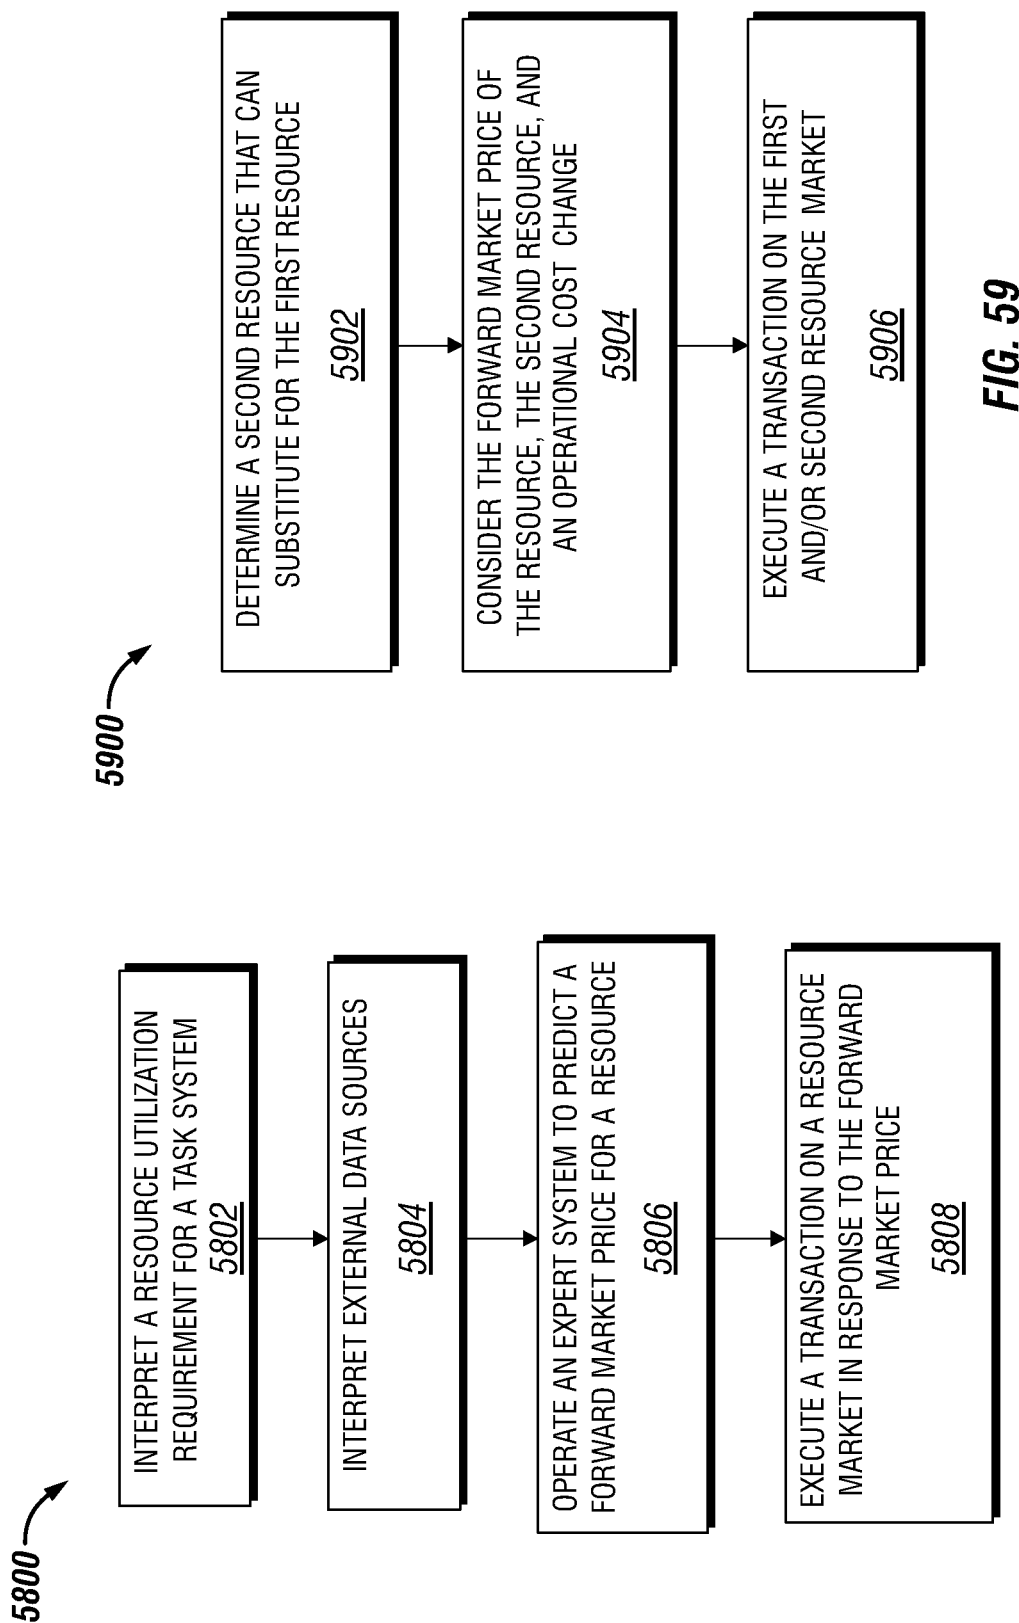 5800
INTERPRET A RESOURCE UTILIZATION
REQUIREMENT FOR A TASK SYSTEM
5802
INTERPRET EXTERNAL DATA SOURCES
5804
OPERATE AN EXPERT SYSTEM TO PREDICT A
FORWARD MARKET PRICE FOR A RESOURCE
5806
EXECUTE A TRANSACTION ON A RESOURCE
MARKET IN RESPONSE TO THE FORWARD
MARKET PRICE
5808
5900
DETERMINE A SECOND RESOURCE THAT CAN
SUBSTITUTE FOR THE FIRST RESOURCE
5902
CONSIDER THE FORWARD MARKET PRICE OF
THE RESOURCE, THE SECOND RESOURCE, AND
AN OPERATIONAL COST CHANGE
5904
EXECUTE A TRANSACTION ON THE FIRST
AND/OR SECOND RESOURCE MARKET
5906
FIG. 59